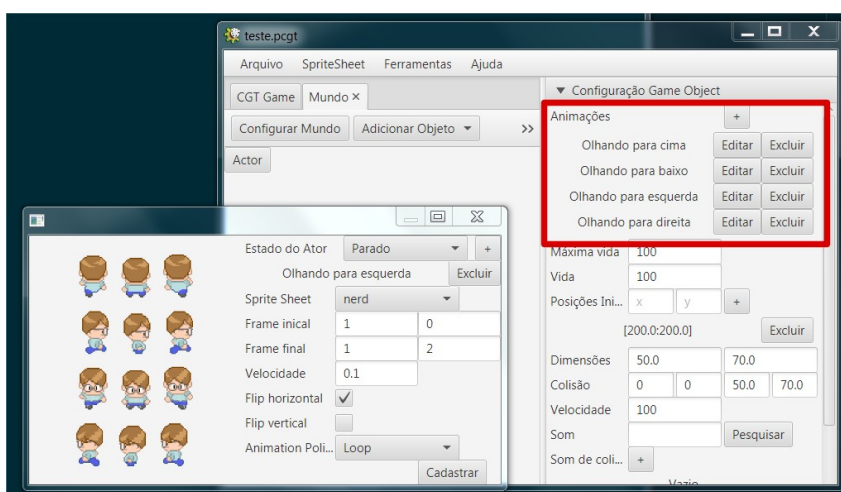 teste.pcgt
Arquivo SpriteSheet Ferramentas Ajuda
CGT Game Mundo ×
Configurar Mundo Adicionar Objeto >>
Actor
▼ Configuração Game Object
Animações +
Olhando para cima Editar Excluir
Olhando para baixo Editar Excluir
Olhando para esquerda Editar Excluir
Olhando para direita Editar Excluir
Máxima vida 100
Vida 100
Posições Ini... x y +
[200.0:200.0] Excluir
Dimensões 50.0 70.0
Colisão 0 0 50.0 70.0
Velocidade 100
Som Pesquisar
Som de coli... +
Vazio
Estado do Ator Parado +
Olhando para esquerda Excluir
Sprite Sheet nerd
Frame inical 1 0
Frame final 1 2
Velocidade 0.1
Flip horizontal
Flip vertical
Animation Poli... Loop
Cadastrar